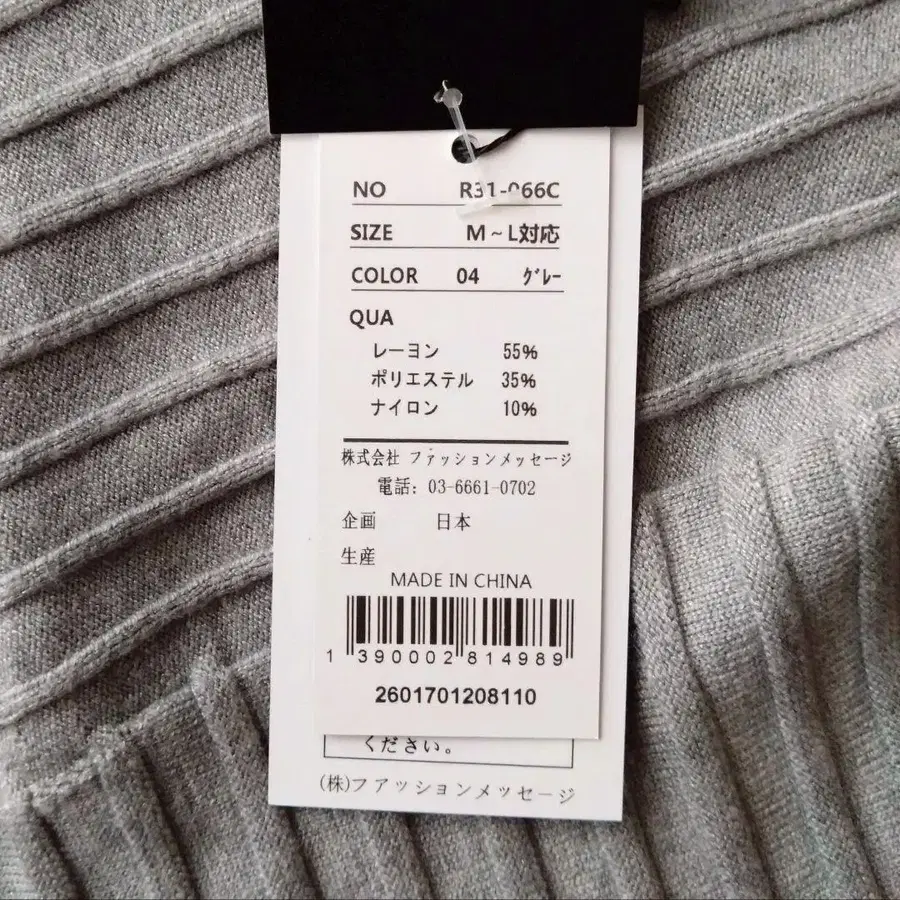 NO R31-066C
SIZE M~L対応
COLOR 04 グレー
QUA
レーヨン 55%
ポリエステル 35%
ナイロン 10%
株式会社 ファッションメッセージ
電話: 03-6661-0702
企画 日本
生産
MADE IN CHINA
1 390002 814989
2601701208110
ください。
(株)ファッションメッセージ